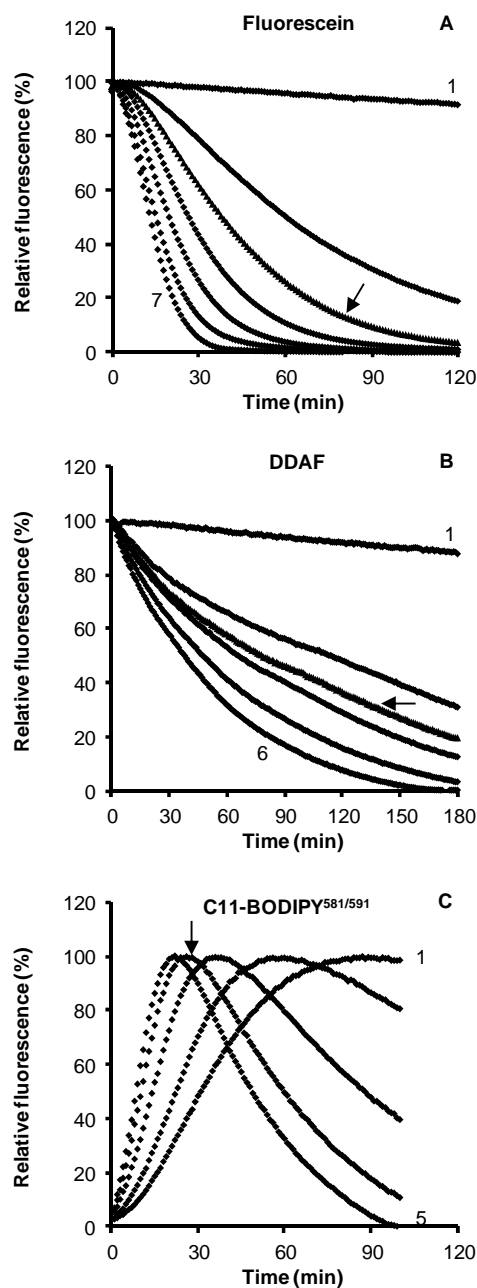 Fluorescein
A
Relative fluorescence (%)
120
100
80
60
40
20
0
1
7
0 30 60 90 120
Time (min)
DDAF
B
Relative fluorescence (%)
120
100
80
60
40
20
0
1
6
0 30 60 90 120 150 180
Time (min)
C11-BODIPY581/591
C
Relative fluorescence (%)
120
100
80
60
40
20
0
1
5
0 30 60 90 120
Time (min)